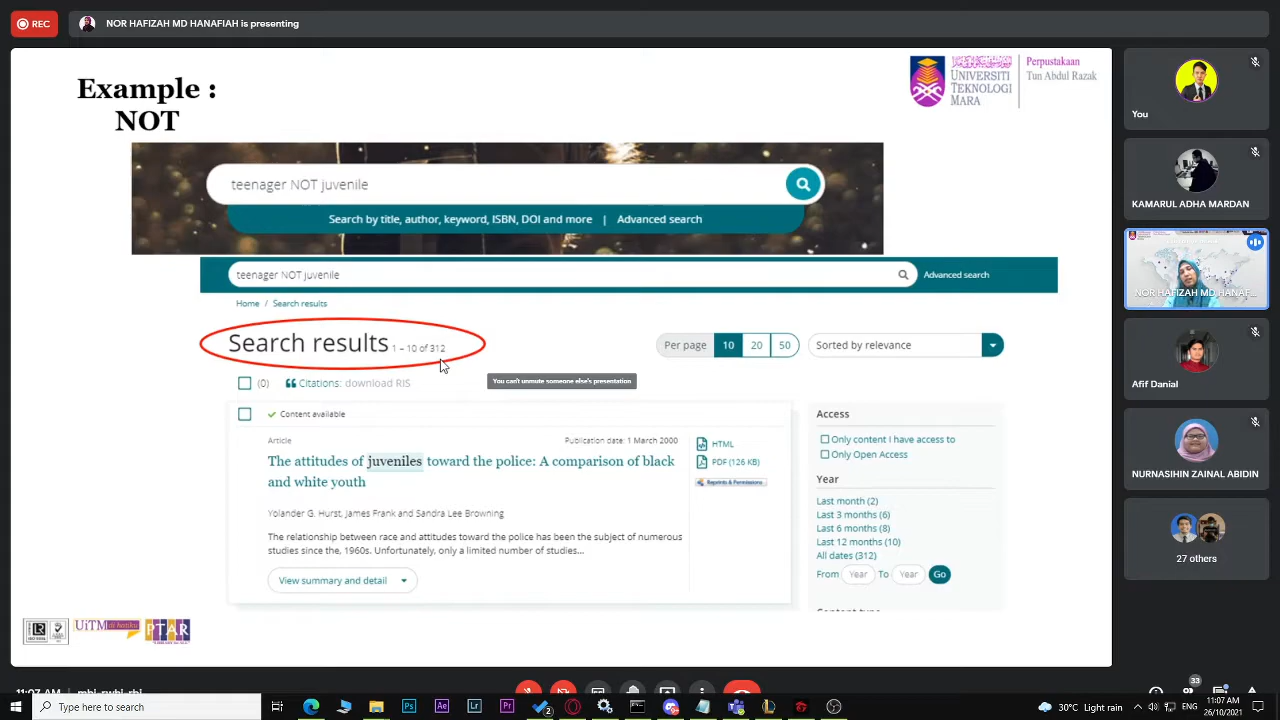 REC
NOR HAFIZAH MD HANAFIAH is presenting
Example :
NOT
UNIVERSITI
TEKNOLOGI
MARA
Perpustakaan
Tun Abdul Razak
teenager NOT juvenile
Search by title, author, keyword, ISBN, DOI and more | Advanced search
teenager NOT juvenile
Advanced search
Home / Search results
Search results 1 – 10 of 312
Per page 10 20 50
Sorted by relevance
(0) Citations: download RIS
You can't unmute someone else's presentation
Content available
Article
Publication date: 1 March 2000
The attitudes of juveniles toward the police: A comparison of black
and white youth
Yolander G. Hurst, James Frank and Sandra Lee Browning
The relationship between race and attitudes toward the police has been the subject of numerous
studies since the, 1960s. Unfortunately, only a limited number of studies...
View summary and detail
HTML
PDF (126 KB)
Reprints & Permissions
Access
Only content I have access to
Only Open Access
Year
Last month (2)
Last 3 months (6)
Last 6 months (8)
Last 12 months (10)
All dates (312)
From Year To Year Go
Content type
UiTM di hatiku
PTAR
You
KAMARUL ADHA MARDAN
NOR HAFIZAH MD HANAF...
Afif Danial
NURNASIHIN ZAINAL ABIDIN
27 others
33
Type here to search
30°C Light rain
11:07 AM
26/10/2021